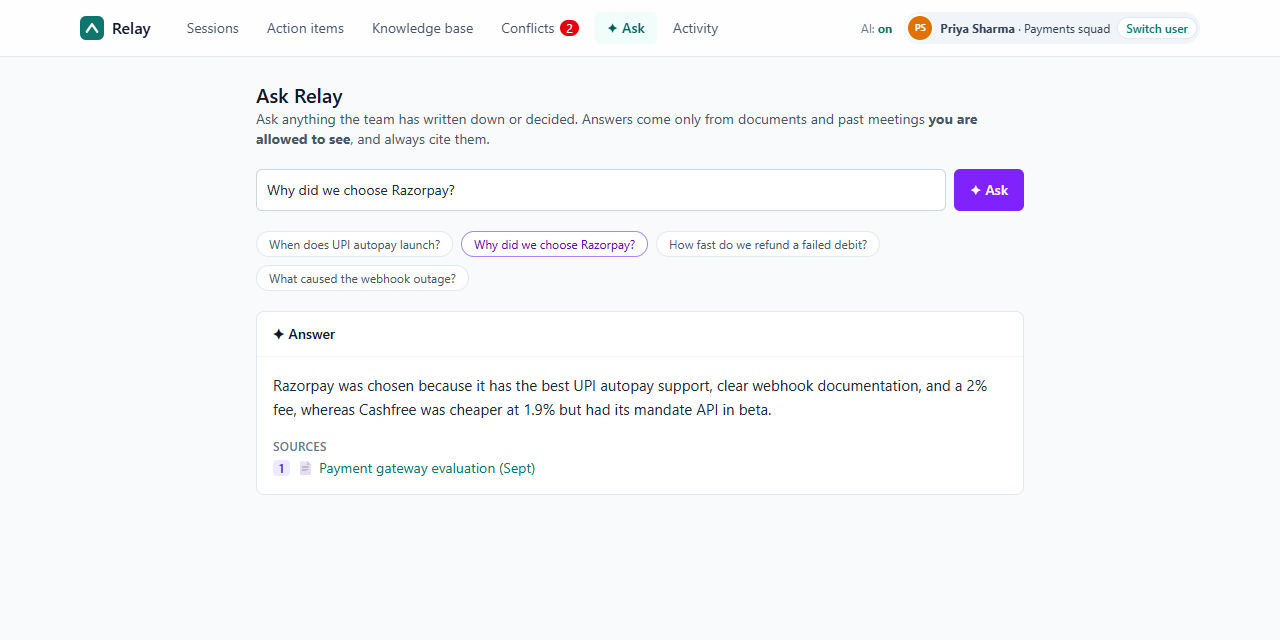 Relay
Sessions
Action items
Knowledge base
Conflicts 2
✦ Ask
Activity
AI: on
PS
Priya Sharma · Payments squad
Switch user
Ask Relay
Ask anything the team has written down or decided. Answers come only from documents and past meetings you are
allowed to see, and always cite them.
Why did we choose Razorpay?
✦ Ask
When does UPI autopay launch?
Why did we choose Razorpay?
How fast do we refund a failed debit?
What caused the webhook outage?
✦ Answer
Razorpay was chosen because it has the best UPI autopay support, clear webhook documentation, and a 2%
fee, whereas Cashfree was cheaper at 1.9% but had its mandate API in beta.
SOURCES
1 Payment gateway evaluation (Sept)